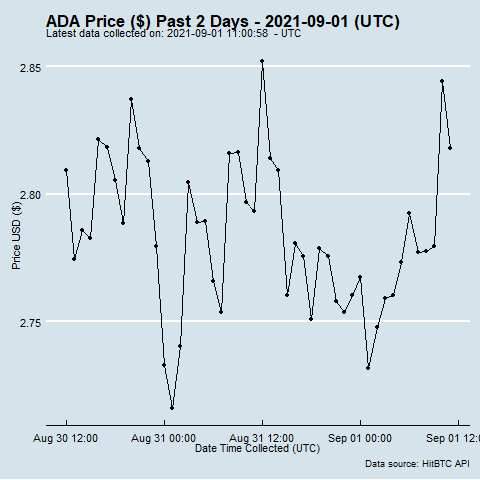 ADA Price ($) Past 2 Days - 2021-09-01 (UTC)
Latest data collected on: 2021-09-01 11:00:58 - UTC
2.85
2.80
2.75
Price USD ($)
Aug 30 12:00 Aug 31 00:00 Aug 31 12:00 Sep 01 00:00 Sep 01 12:0
Date Time Collected (UTC)
Data source: HitBTC API